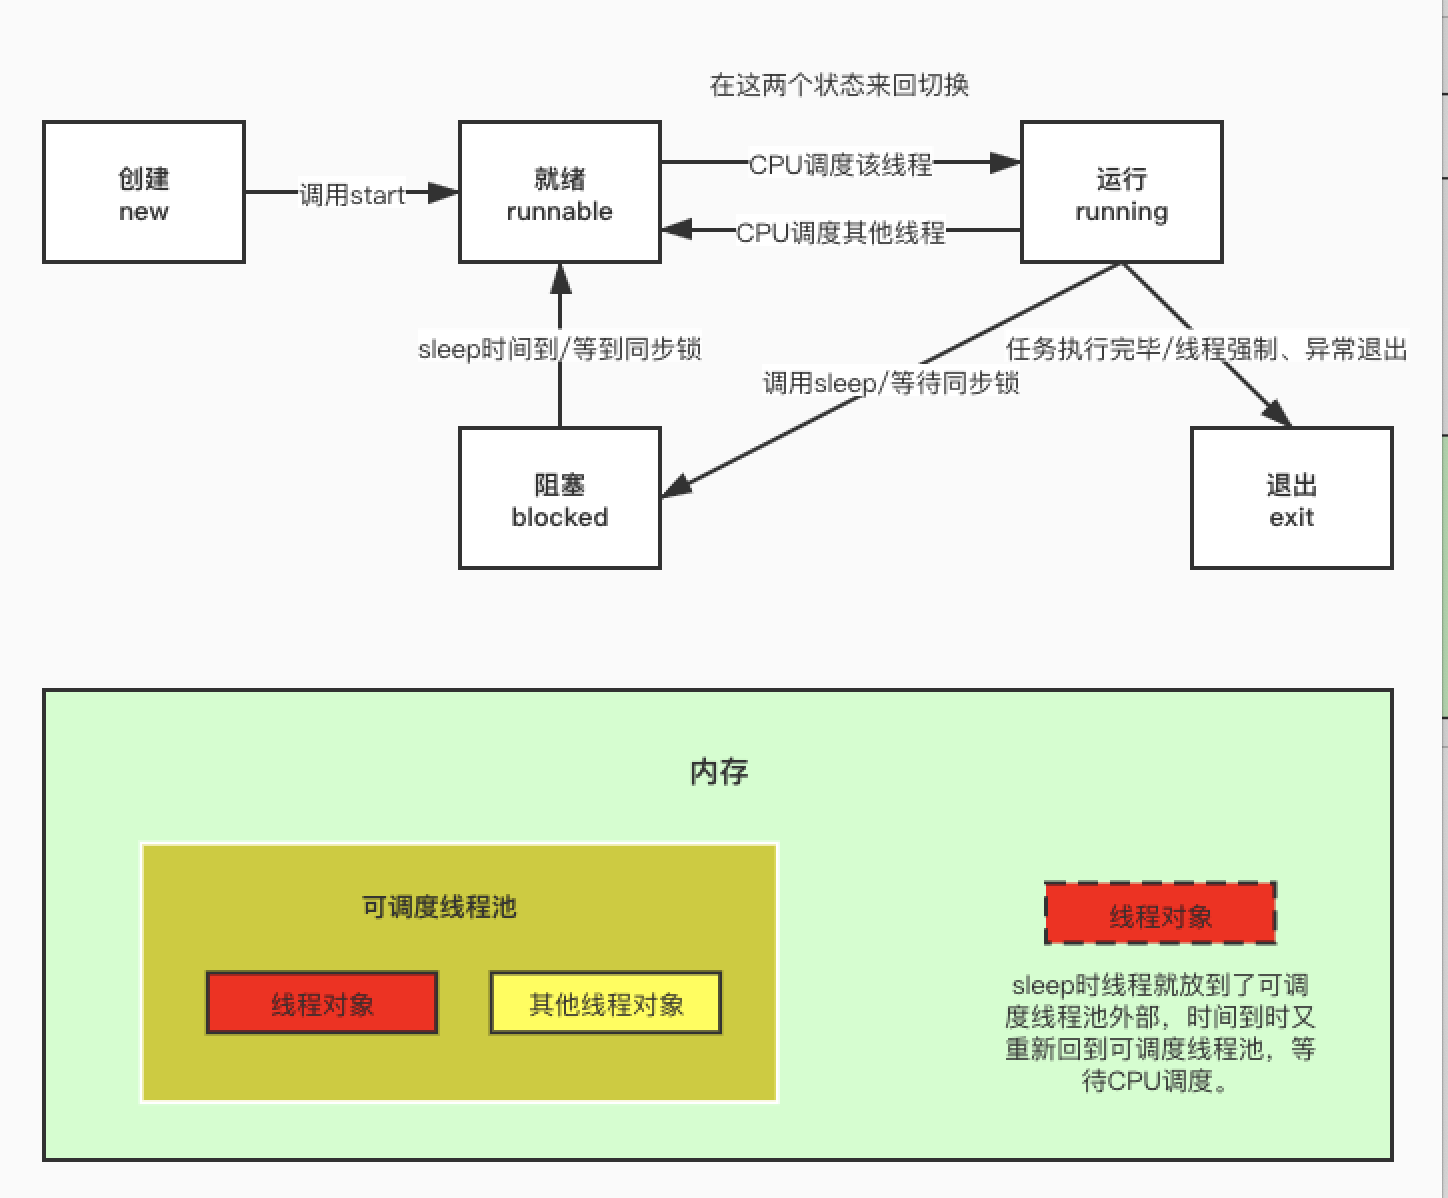 在这两个状态来回切换
创建
new
调用start
就绪
runnable
CPU调度该线程
CPU调度其他线程
运行
running
sleep时间到/等到同步锁
调用sleep/等待同步锁
任务执行完毕/线程强制、异常退出
阻塞
blocked
退出
exit
内存
可调度线程池
线程对象
其他线程对象
线程对象
sleep时线程就放到了可调
度线程池外部，时间到时又
重新回到可调度线程池，等
待CPU调度。